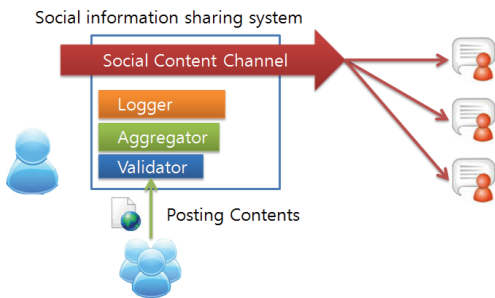 Social information sharing system
Social Content Channel
Logger
Aggregator
Validator
Posting Contents